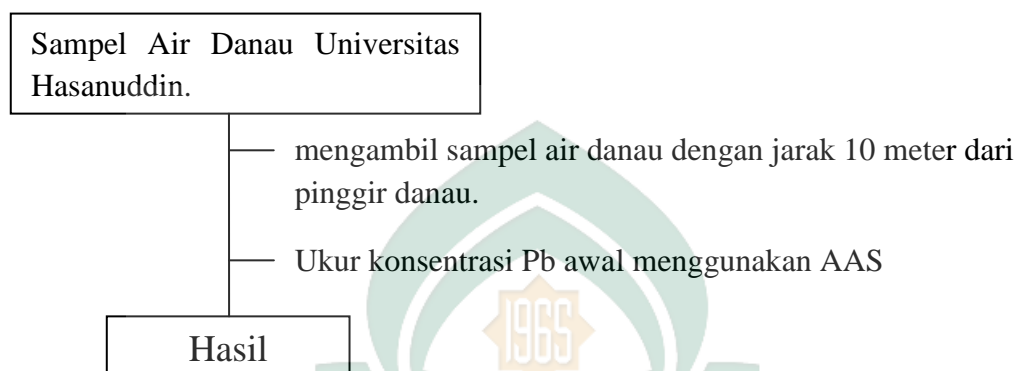 Sampel Air Danau Universitas
Hasanuddin.
mengambil sampel air danau dengan jarak 10 meter dari
pinggir danau.
Ukur konsentrasi Pb awal menggunakan AAS
1965
Hasil